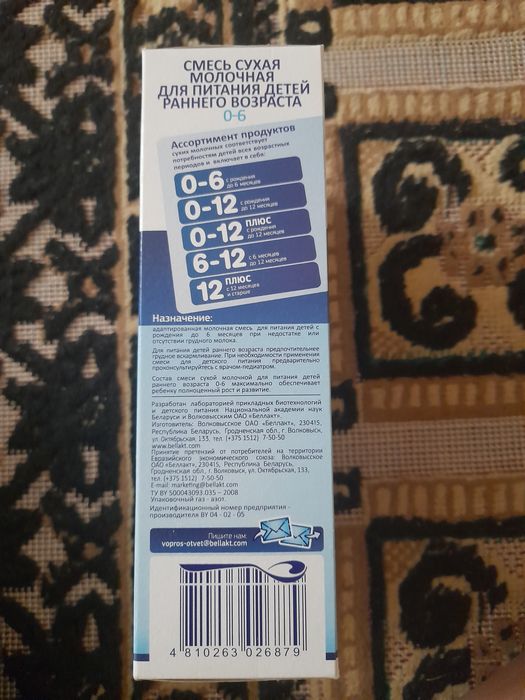 СМЕСЬ СУХАЯ
МОЛОЧНАЯ
ДЛЯ ПИТАНИЯ ДЕТЕЙ
РАННЕГО ВОЗРАСТА
0-6
Ассортимент продуктов
сухих молочных соответствует
потребностям детей всех возрастных
периодов и включает в себя:
0-6 с рождения
до 6 месяцев
0-12 с рождения
до 12 месяцев
0-12 ПЛЮС
с рождения
до 12 месяцев
6-12 с 6 месяцев
до 12 месяцев
12 ПЛЮС
с 12 месяцев
и старше
Назначение:
адаптированная молочная смесь для питания детей с
рождения до 6 месяцев при недостатке или
отсутствии грудного молока.
Для питания детей раннего возраста предпочтительнее
грудное вскармливание. При необходимости применения
смеси для детского питания предварительно
проконсультируйтесь с врачом-педиатром.
Состав смеси сухой молочной для питания детей
раннего возраста 0-6 максимально обеспечивает
ребенку полноценный рост и развитие.
Разработан лабораторией прикладных биотехнологий
и детского питания Национальной академии наук
Беларуси и Волковысским ОАО «Беллакт».
Изготовитель: Волковысское ОАО «Беллакт», 230415,
Республика Беларусь, Гродненская обл., г. Волковыск,
ул.Октябрьская, 133, тел. (+375 1512) 7-50-50
www.bellakt.com
Принятие претензий от потребителей на территории
Евразийского экономического союза: Волковысское
ОАО «Беллакт», 230415, Республика Беларусь,
Гродненская обл., г. Волковыск, ул. Октябрьская, 133,
тел. (+375 1512) 7-50-50
E-mail: marketing@bellakt.com
ТУ BY 500043093.035 – 2008
Упаковочный газ - азот.
Идентификационный номер предприятия -
производителя BY 04 - 02 - 05
Пишите нам:
vopros-otvet@bellakt.com
4 810263 026879